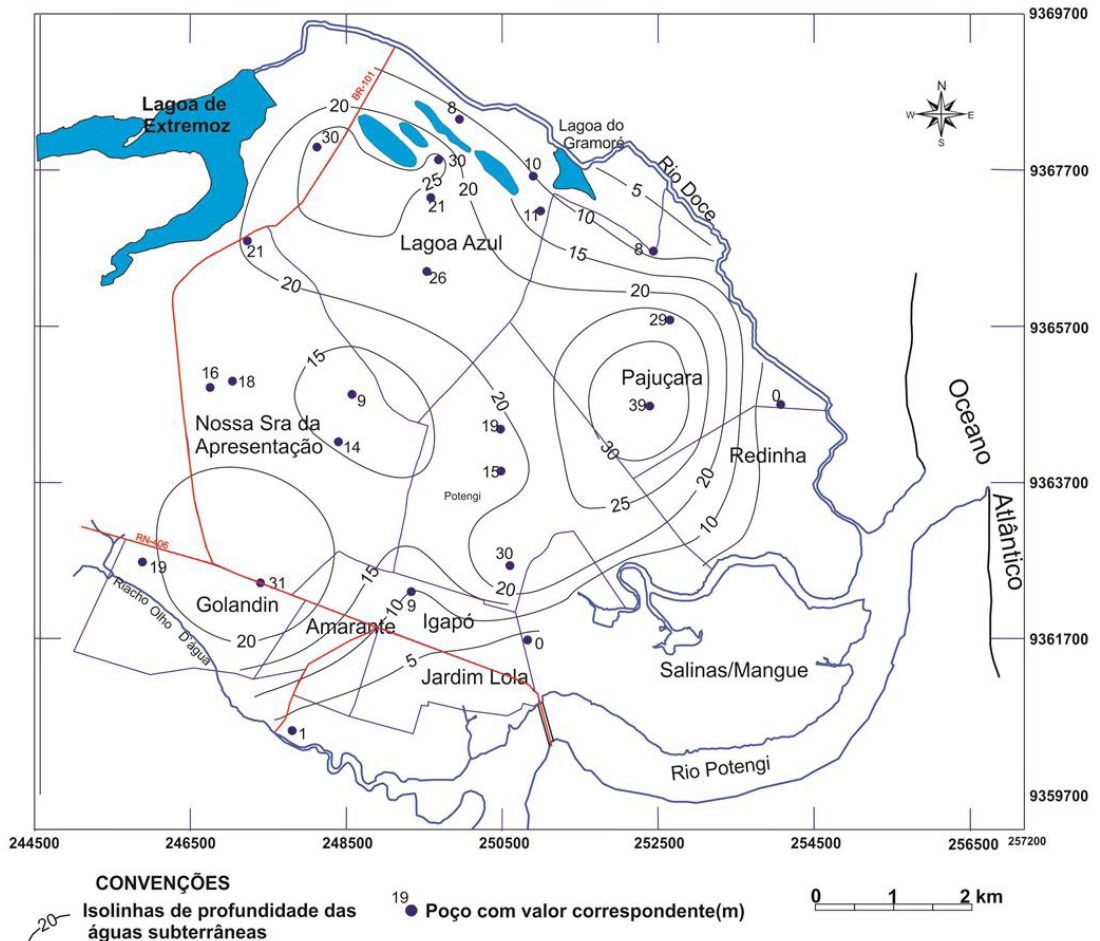 9369700
Lagoa de
Extremoz
BR-101
20
8
30
30
25
21
20
Lagoa do
Gramoré
Rio Doce
N
W
E
S
10
5
9367700
11
10
8
15
Lagoa Azul
21
26
20
20
29
9365700
15
16
18
9
Pajuçara
39
0
20
19
Nossa Sra da
Apresentação
14
30
Redinha
Oceano
15
Potengi
20
25
10
9363700
Atlântico
RN-406
19
31
15
30
20
Golandin
10
9
Igapó
Amarante
20
Riacho Olho D'água
5
0
9361700
Jardim Lola
Salinas/Mangue
1
Rio Potengi
9359700
244500
246500
248500
250500
252500
254500
256500
257200
CONVENÇÕES
20
Isolinhas de profundidade das
águas subterrâneas
19
Poço com valor correspondente(m)
0
1
2 km